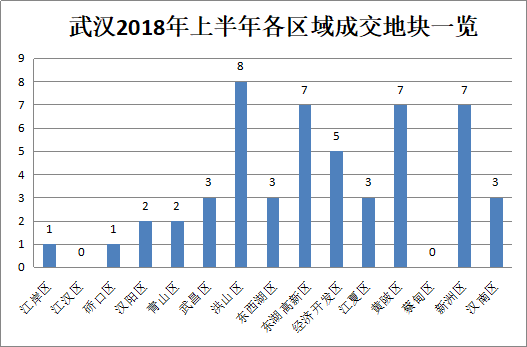 武汉2018年上半年各区域成交地块一览
9
8
7
6
5
4
3
2
1
0
1
0
1
2
2
3
8
3
7
5
3
7
0
7
3
江岸区
江汉区
硚口区
汉阳区
青山区
武昌区
洪山区
东西湖区
东湖高新区
经济开发区
江夏区
黄陂区
蔡甸区
新洲区
汉南区